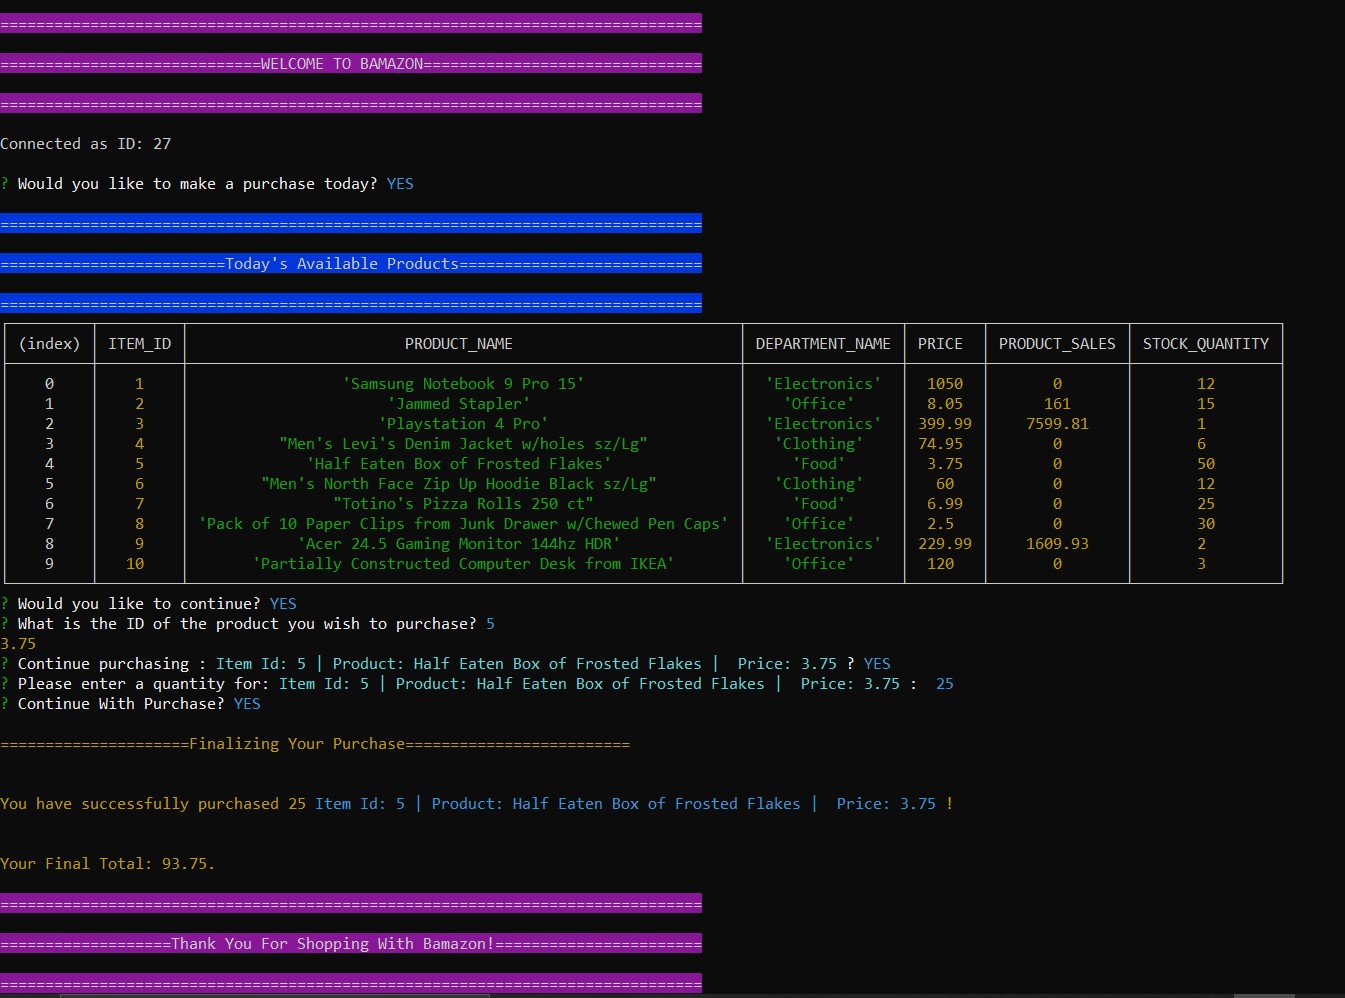 ==============================================================================
=============================WELCOME TO BAMAZON===============================
==============================================================================
Connected as ID: 27
? Would you like to make a purchase today? YES
==============================================================================
=========================Today's Available Products===========================
==============================================================================
(index) ITEM_ID PRODUCT_NAME DEPARTMENT_NAME PRICE PRODUCT_SALES STOCK_QUANTITY
0 1 'Samsung Notebook 9 Pro 15' 'Electronics' 1050 0 12
1 2 'Jammed Stapler' 'Office' 8.05 161 15
2 3 'Playstation 4 Pro' 'Electronics' 399.99 7599.81 1
3 4 "Men's Levi's Denim Jacket w/holes sz/Lg" 'Clothing' 74.95 0 6
4 5 'Half Eaten Box of Frosted Flakes' 'Food' 3.75 0 50
5 6 "Men's North Face Zip Up Hoodie Black sz/Lg" 'Clothing' 60 0 12
6 7 "Totino's Pizza Rolls 250 ct" 'Food' 6.99 0 25
7 8 'Pack of 10 Paper Clips from Junk Drawer w/Chewed Pen Caps' 'Office' 2.5 0 30
8 9 'Acer 24.5 Gaming Monitor 144hz HDR' 'Electronics' 229.99 1609.93 2
9 10 'Partially Constructed Computer Desk from IKEA' 'Office' 120 0 3
? Would you like to continue? YES
? What is the ID of the product you wish to purchase? 5
3.75
? Continue purchasing : Item Id: 5 | Product: Half Eaten Box of Frosted Flakes |  Price: 3.75 ? YES
? Please enter a quantity for: Item Id: 5 | Product: Half Eaten Box of Frosted Flakes |  Price: 3.75 :  25
? Continue With Purchase? YES
=====================Finalizing Your Purchase=========================
You have successfully purchased 25 Item Id: 5 | Product: Half Eaten Box of Frosted Flakes |  Price: 3.75 !
Your Final Total: 93.75.
==============================================================================
===================Thank You For Shopping With Bamazon!=======================
==============================================================================